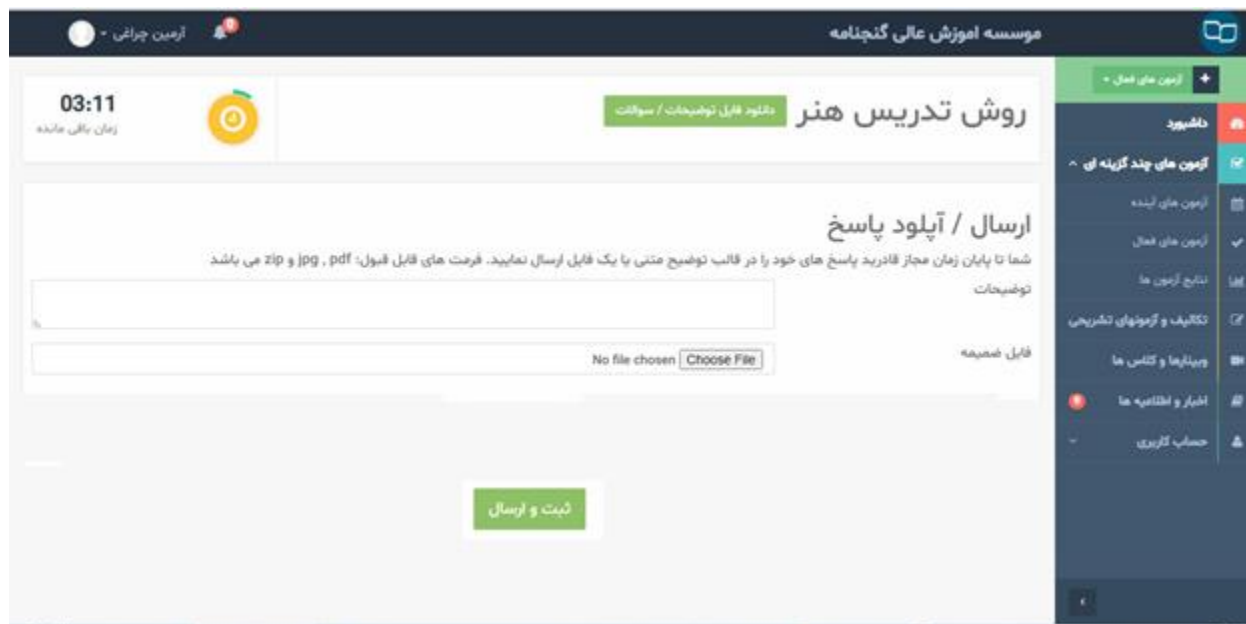 موسسه اموزش عالی گنجنامه
آرمین چراغی
آزمون های فعال
داشبورد
آزمون های چند گزینه ای
آزمون های آینده
آزمون های فعال
نتایج آزمون ها
تکالیف و آزمونهای تشریحی
وبینارها و کلاس ها
اخبار و اطلاعیه ها
حساب کاربری
روش تدریس هنر
دانلود فایل توضیحات / سوالات
03:11
زمان باقی مانده
ارسال / آپلود پاسخ
شما تا پایان زمان مجاز قادرید پاسخ های خود را در قالب توضیح متنی یا یک فایل ارسال نمایید. فرمت های قابل قبول: jpg , pdf و zip می باشد
توضیحات
فایل ضمیمه
Choose File No file chosen
ثبت و ارسال